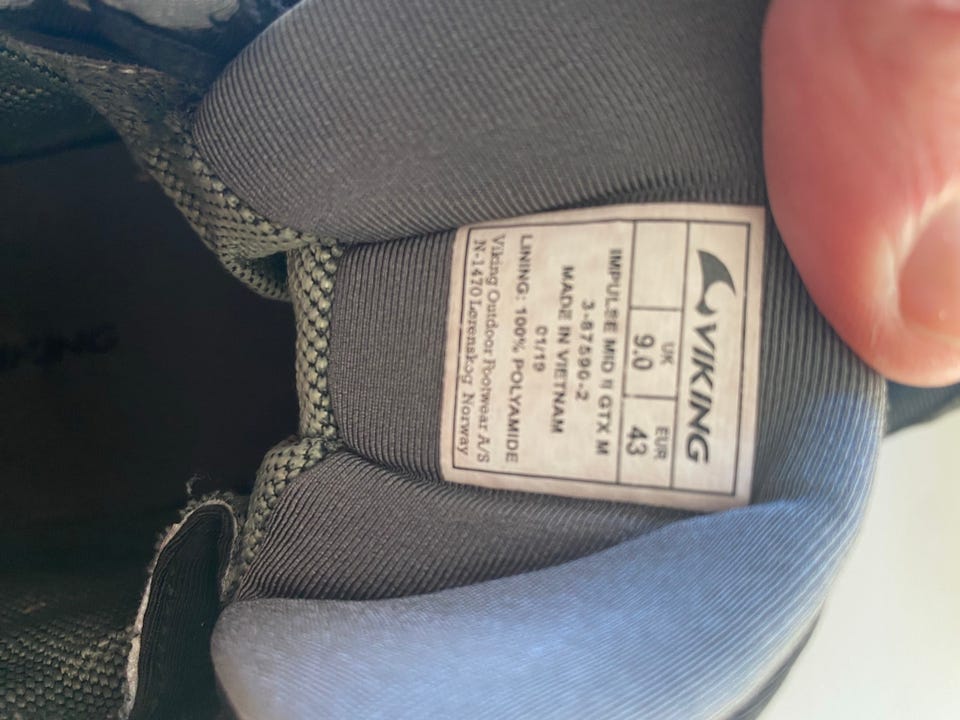 VIKING
UK EUR
9.0 43
IMPULSE MID II GTX M
3-87590-2
MADE IN VIETNAM
01/19
LINING: 100% POLYAMIDE
Viking Outdoor Footwear A/S
N-1470 Lørenskog Norway